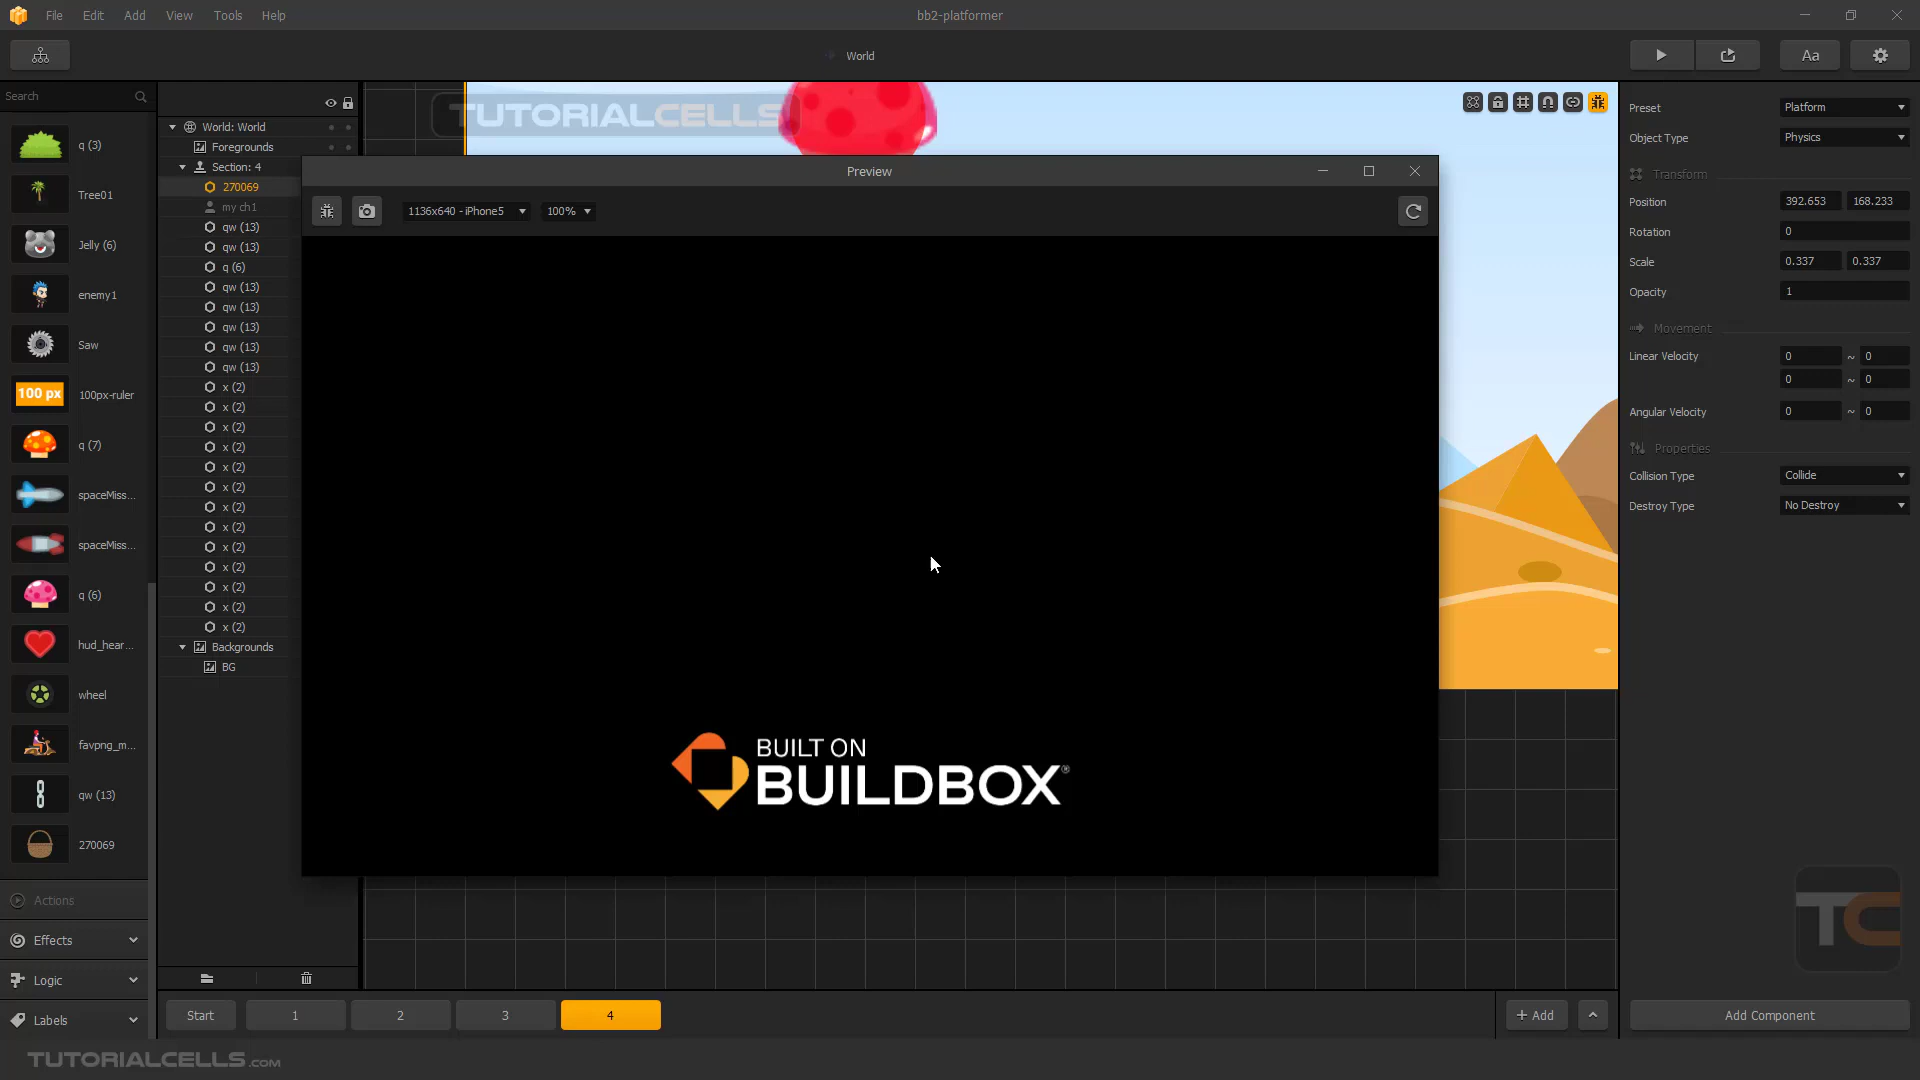 File Edit Add View Tools Help
bb2-platformer
World
Aa
Search
q (3)
Tree01
Jelly (6)
enemy1
Saw
100 px
100px-ruler
q (7)
spaceMiss...
spaceMiss...
q (6)
hud_hear...
wheel
favpng_m...
qw (13)
270069
Actions
Effects
Logic
Labels
World: World
Foregrounds
Section: 4
270069
my ch1
qw (13)
qw (13)
q (6)
qw (13)
qw (13)
qw (13)
qw (13)
qw (13)
x (2)
x (2)
x (2)
x (2)
x (2)
x (2)
x (2)
x (2)
x (2)
x (2)
x (2)
x (2)
x (2)
Backgrounds
BG
TUTORIALCELLS
Preview
1136x640 - iPhone5
100%
BUILT ON
BUILDBOX®
Preset Platform
Object Type Physics
Transform
Position 392.653 168.233
Rotation 0
Scale 0.337 0.337
Opacity 1
Movement
Linear Velocity 0 ~ 0
0 ~ 0
Angular Velocity 0 ~ 0
Properties
Collision Type Collide
Destroy Type No Destroy
TC
Start 1 2 3 4
+ Add
Add Component
TUTORIALCELLS.COM